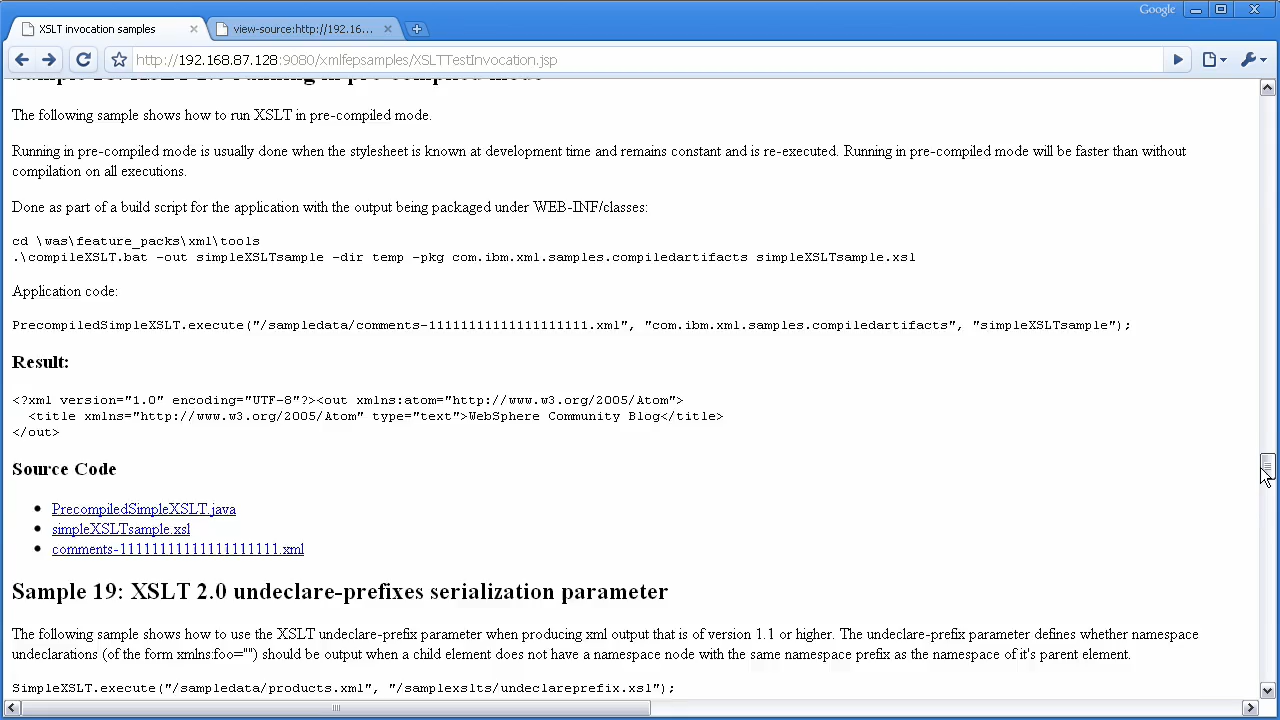 Google
XSLT invocation samples
view-source:http://192.16...
http://192.168.87.128:9080/xmlfepsamples/XSLTTestInvocation.jsp
The following sample shows how to run XSLT in pre-compiled mode.
Running in pre-compiled mode is usually done when the stylesheet is known at development time and remains constant and is re-executed. Running in pre-compiled mode will be faster than without
compilation on all executions.
Done as part of a build script for the application with the output being packaged under WEB-INF/classes:
cd \was\feature_packs\xml\tools
.\compileXSLT.bat -out simpleXSLTsample -dir temp -pkg com.ibm.xml.samples.compiledartifacts simpleXSLTsample.xsl
Application code:
PrecompiledSimpleXSLT.execute("/sampledata/comments-11111111111111111111.xml", "com.ibm.xml.samples.compiledartifacts", "simpleXSLTsample");
Result:
<?xml version="1.0" encoding="UTF-8"?><out xmlns:atom="http://www.w3.org/2005/Atom">
<title xmlns="http://www.w3.org/2005/Atom" type="text">WebSphere Community Blog</title>
</out>
Source Code
PrecompiledSimpleXSLT.java
simpleXSLTsample.xsl
comments-11111111111111111111.xml
Sample 19: XSLT 2.0 undeclare-prefixes serialization parameter
The following sample shows how to use the XSLT undeclare-prefix parameter when producing xml output that is of version 1.1 or higher. The undeclare-prefix parameter defines whether namespace
undeclarations (of the form xmlns:foo="") should be output when a child element does not have a namespace node with the same namespace prefix as the namespace of it's parent element.
SimpleXSLT.execute("/sampledata/products.xml", "/samplexslts/undeclareprefix.xsl");